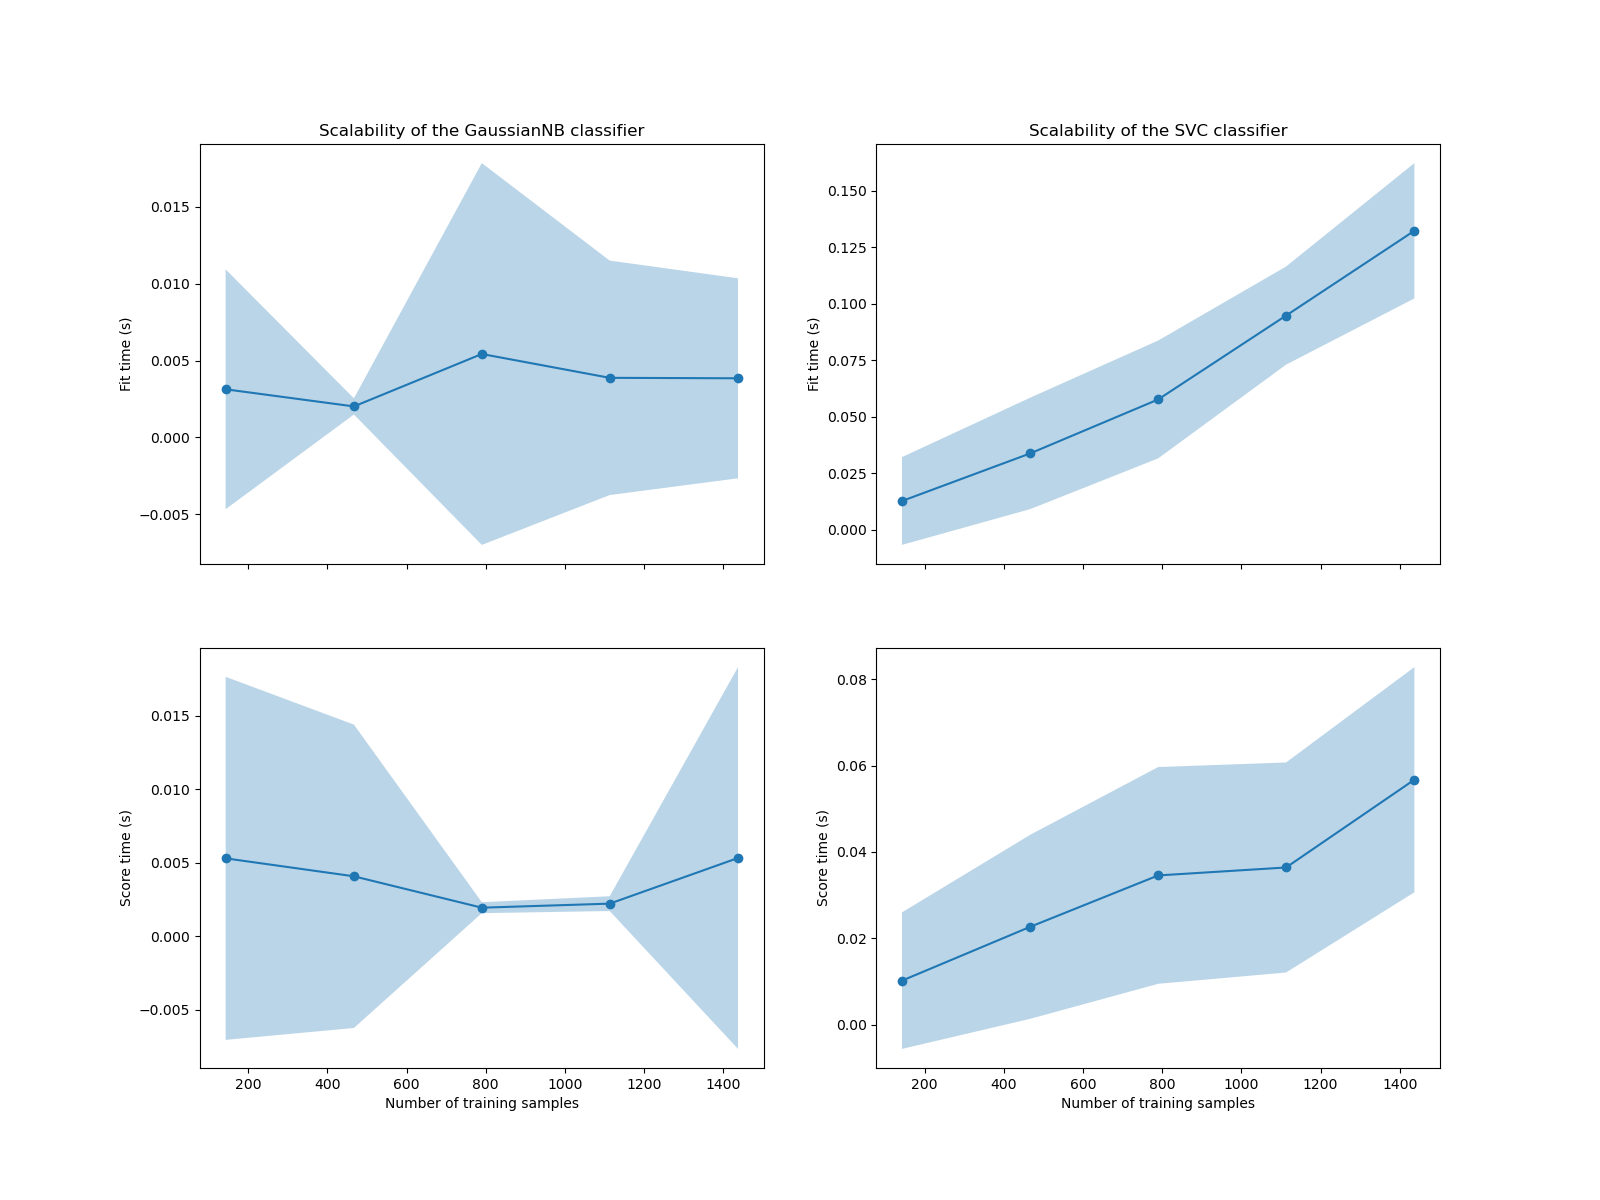 Scalability of the GaussianNB classifier
Fit time (s)
0.015
0.010
0.005
0.000
−0.005
Scalability of the SVC classifier
Fit time (s)
0.150
0.125
0.100
0.075
0.050
0.025
0.000
Score time (s)
0.015
0.010
0.005
0.000
−0.005
200 400 600 800 1000 1200 1400
Number of training samples
Score time (s)
0.08
0.06
0.04
0.02
0.00
200 400 600 800 1000 1200 1400
Number of training samples